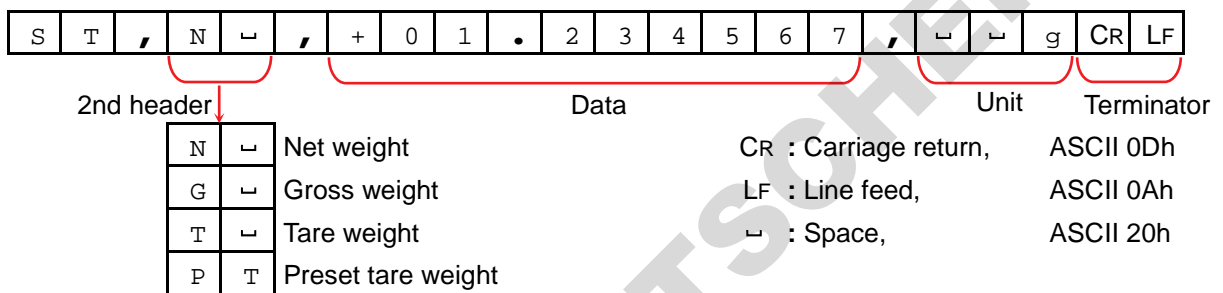 S T , N ␣ , + 0 1 . 2 3 4 5 6 7 , ␣ ␣ g CR LF
2nd header Data Unit Terminator
N ␣ Net weight CR : Carriage return, ASCII 0Dh
G ␣ Gross weight LF : Line feed, ASCII 0Ah
T ␣ Tare weight ␣ : Space, ASCII 20h
P T Preset tare weight